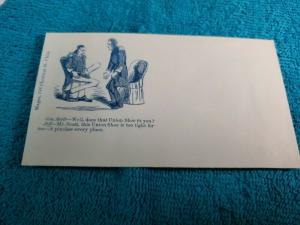 Gen. Scott—Well, does that Union Shoe fit you?
Jeff—Mr. Scott, this Union Shoe is too tight for
me—it pinches every place.